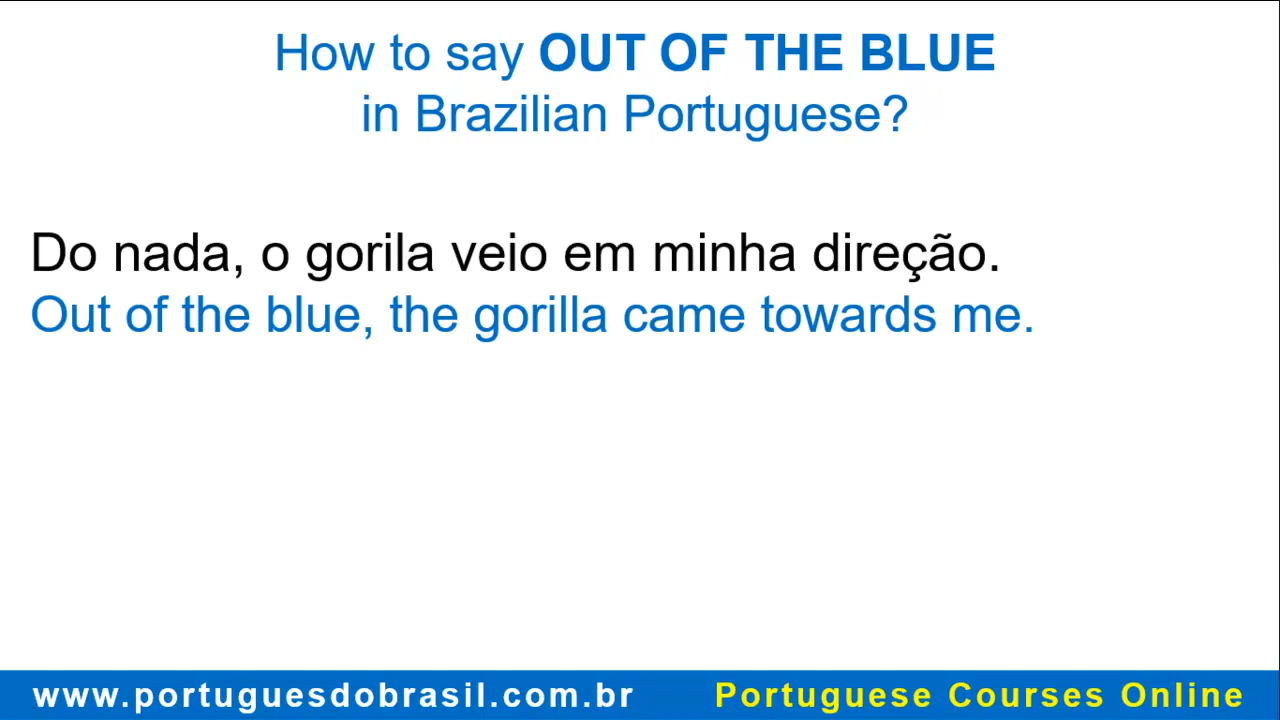 How to say OUT OF THE BLUE
in Brazilian Portuguese?
Do nada, o gorila veio em minha direção.
Out of the blue, the gorilla came towards me.
www.portuguesdobrasil.com.br Portuguese Courses Online